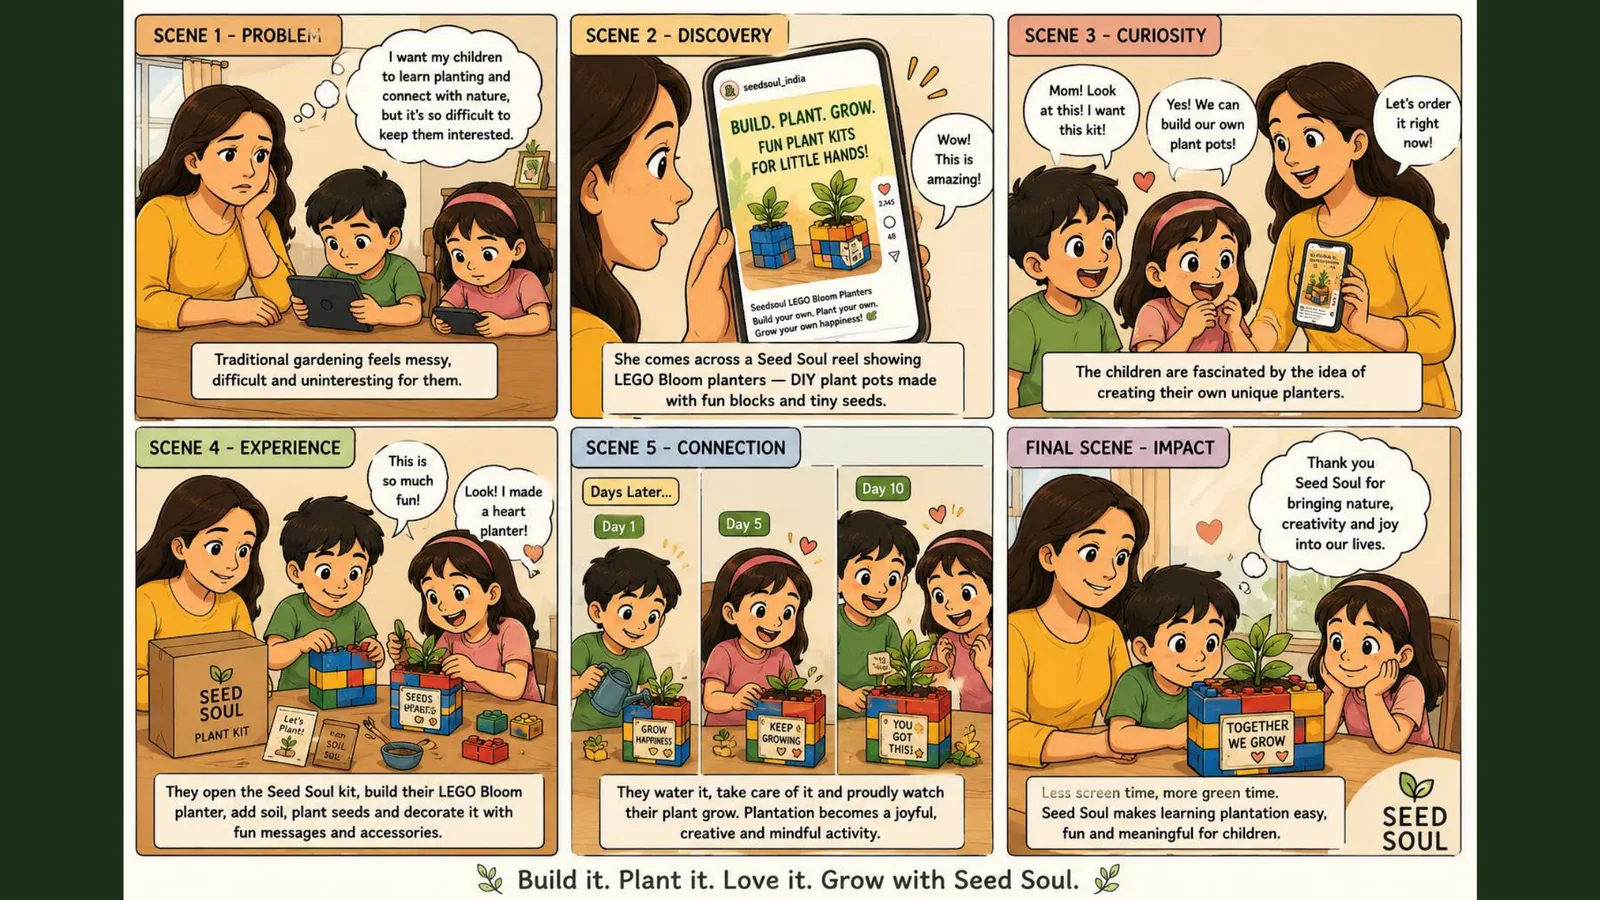 SCENE 1 - PROBLEM
I want my children
to learn planting and
connect with nature,
but it's so difficult to
keep them interested.
Traditional gardening feels messy,
difficult and uninteresting for them.
SCENE 2 - DISCOVERY
seedsoul_india
BUILD. PLANT. GROW.
FUN PLANT KITS
FOR LITTLE HANDS!
2,145
48
Seedsoul LEGO Bloom Planters
Build your own. Plant your own.
Grow your own happiness!
Wow!
This is
amazing!
She comes across a Seed Soul reel showing
LEGO Bloom planters — DIY plant pots made
with fun blocks and tiny seeds.
SCENE 3 - CURIOSITY
Mom! Look
at this! I want
this kit!
Yes! We can
build our own
plant pots!
Let's order
it right
now!
The children are fascinated by the idea of
creating their own unique planters.
SCENE 4 - EXPERIENCE
This is
so much
fun!
Look! I made
a heart
planter!
SEED
SOUL
PLANT KIT
Let's
Plant!
SOIL
SEEDS
They open the Seed Soul kit, build their LEGO Bloom
planter, add soil, plant seeds and decorate it with
fun messages and accessories.
SCENE 5 - CONNECTION
Days Later...
Day 1
Day 5
Day 10
GROW
HAPPINESS
KEEP
GROWING
YOU
GOT
THIS!
They water it, take care of it and proudly watch
their plant grow. Plantation becomes a joyful,
creative and mindful activity.
FINAL SCENE - IMPACT
Thank you
Seed Soul for
bringing nature,
creativity and joy
into our lives.
TOGETHER
WE GROW
Less screen time, more green time.
Seed Soul makes learning plantation easy,
fun and meaningful for children.
SEED
SOUL
Build it. Plant it. Love it. Grow with Seed Soul.